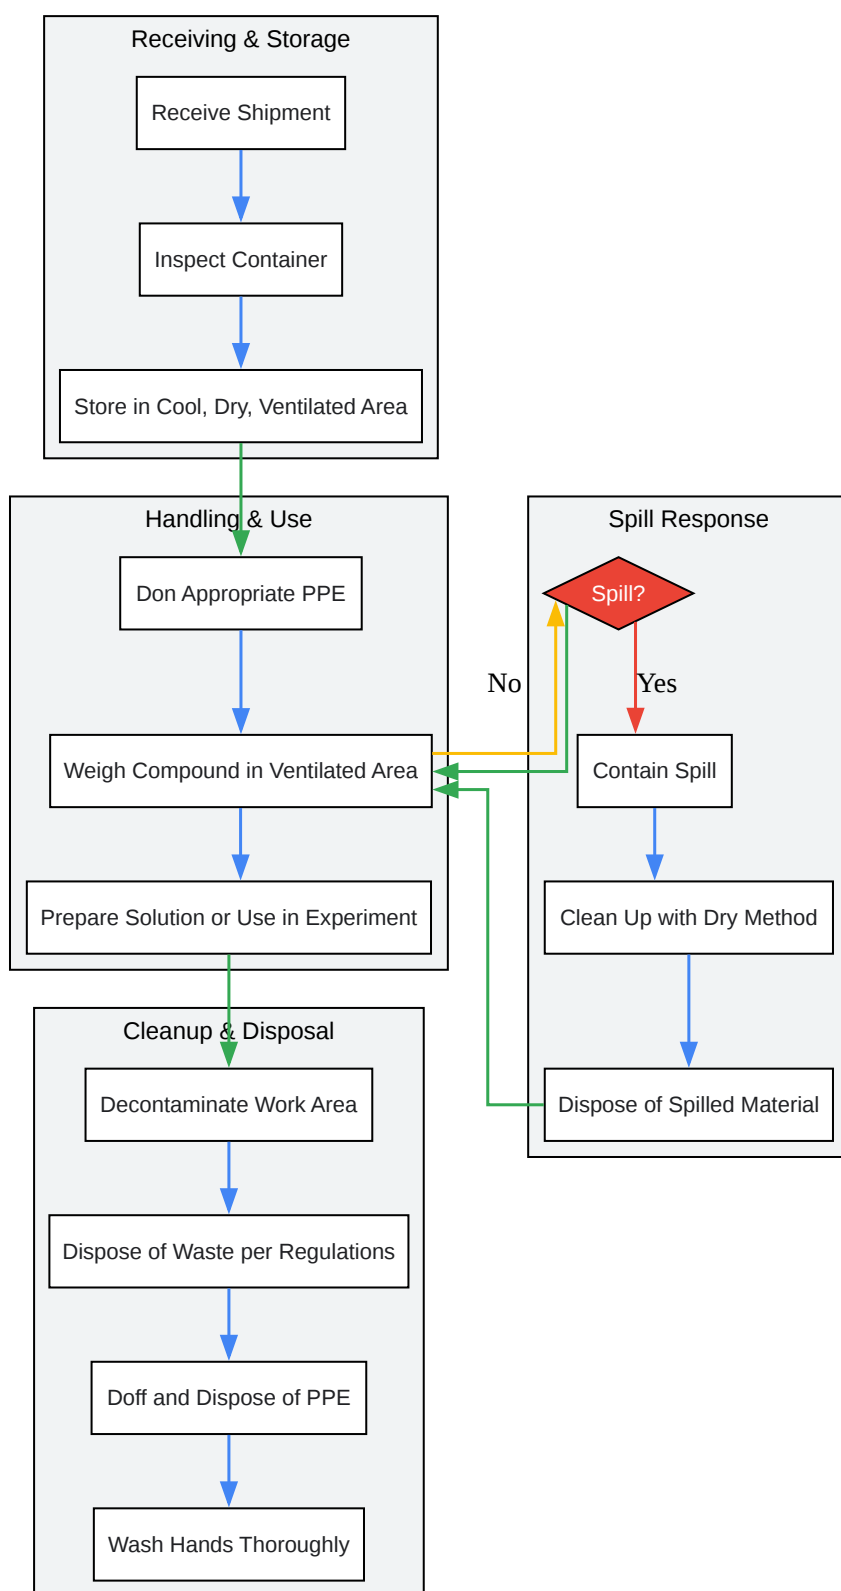 Receiving & Storage
Receive Shipment
Inspect Container
Store in Cool, Dry, Ventilated Area
Handling & Use
Don Appropriate PPE
Weigh Compound in Ventilated Area
Prepare Solution or Use in Experiment
Spill Response
Spill?
No
Yes
Contain Spill
Clean Up with Dry Method
Dispose of Spilled Material
Cleanup & Disposal
Decontaminate Work Area
Dispose of Waste per Regulations
Doff and Dispose of PPE
Wash Hands Thoroughly